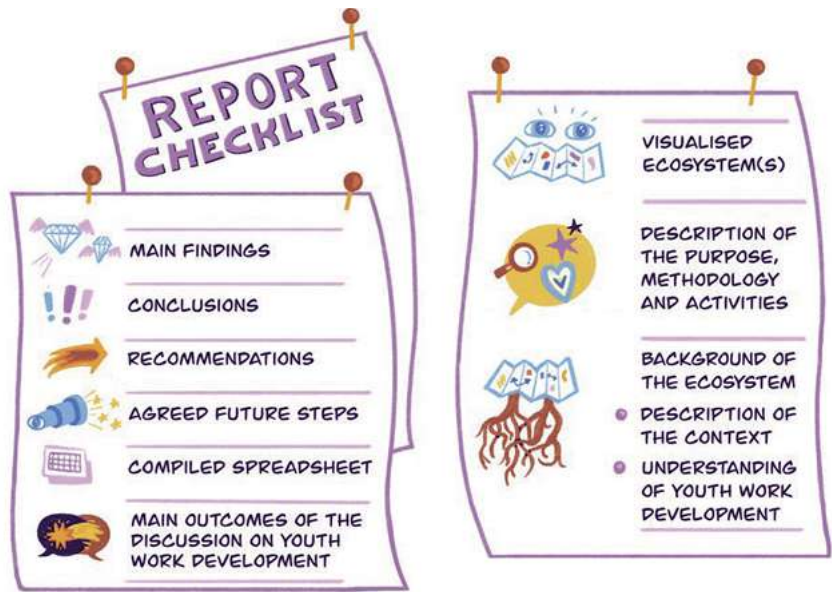 REPORT
CHECKLIST
MAIN FINDINGS
CONCLUSIONS
RECOMMENDATIONS
AGREED FUTURE STEPS
COMPILED SPREADSHEET
MAIN OUTCOMES OF THE
DISCUSSION ON YOUTH
WORK DEVELOPMENT
VISUALISED
ECOSYSTEM(S)
DESCRIPTION OF
THE PURPOSE,
METHODOLOGY
AND ACTIVITIES
BACKGROUND OF
THE ECOSYSTEM
DESCRIPTION OF
THE CONTEXT
UNDERSTANDING
OF YOUTH WORK
DEVELOPMENT